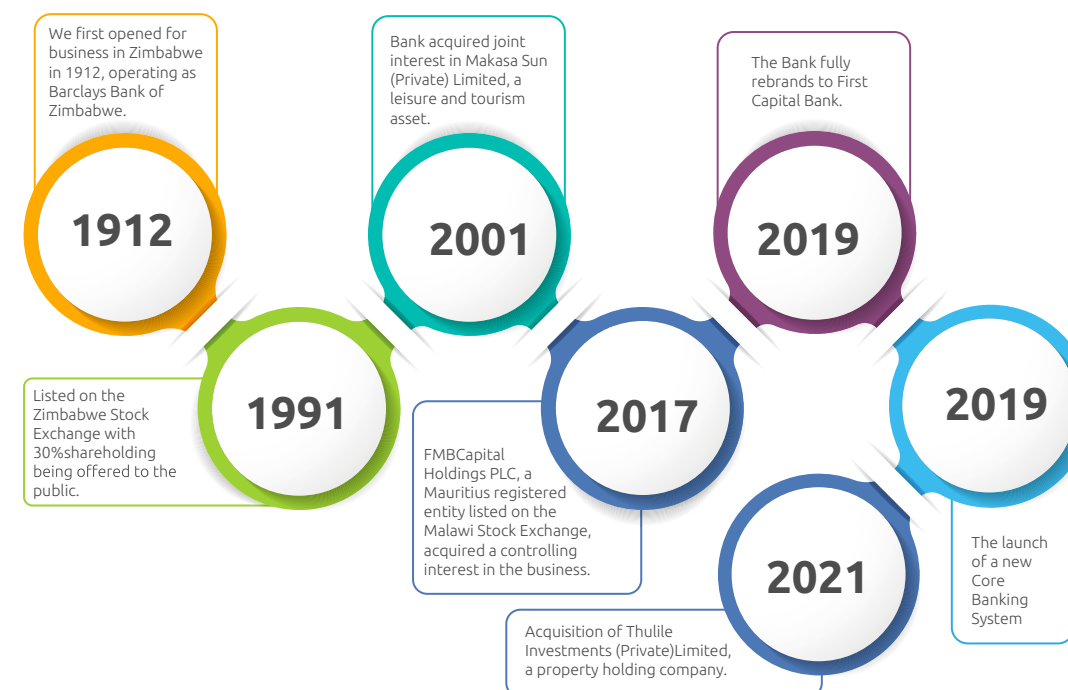 We first opened for
business in Zimbabwe
in 1912, operating as
Barclays Bank of
Zimbabwe.
1912
Listed on the
Zimbabwe Stock
Exchange with
30%shareholding
being offered to the
public.
1991
Bank acquired joint
interest in Makasa Sun
(Private) Limited, a
leisure and tourism
asset.
2001
FMBCapital
Holdings PLC, a
Mauritius registered
entity listed on the
Malawi Stock Exchange,
acquired a controlling
interest in the business.
2017
The Bank fully
rebrands to First
Capital Bank.
2019
2019
The launch
of a new
Core
Banking
System
2021
Acquisition of Thulile
Investments (Private)Limited,
a property holding company.